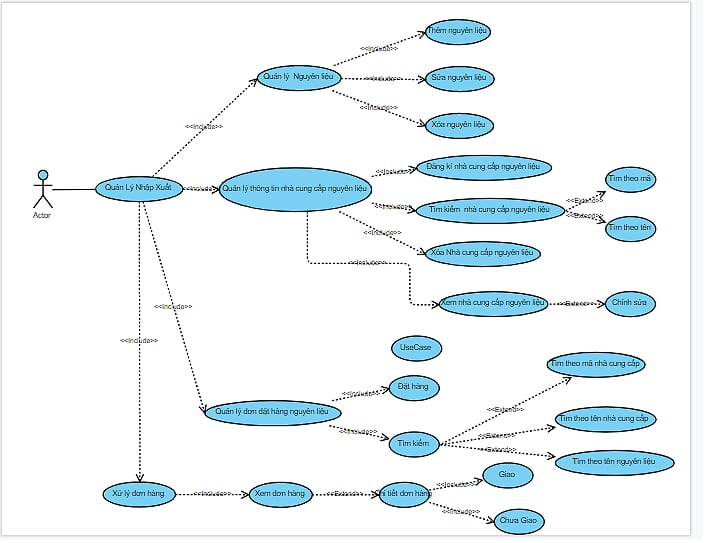 Thêm nguyên liệu
<<Include>>
Quản lý Nguyên liệu
<<Include>>
Sửa nguyên liệu
<<Include>>
Xóa nguyên liệu
<<Include>>
Đăng kí nhà cung cấp nguyên liệu
<<Include>>
Tìm theo mã
Quản Lý Nhập Xuất
<<Include>>
Quản lý thông tin nhà cung cấp nguyên liệu
<<Extend>>
<<Include>>
Tìm kiếm nhà cung cấp nguyên liệu
Actor
<<Extend>>
Tìm theo tên
<<Include>>
Xóa Nhà cung cấp nguyên liệu
<<Include>>
Xem nhà cung cấp nguyên liệu
<<Extend>>
Chỉnh sửa
<<Include>>
<<Include>>
UseCase
Tìm theo mã nhà cung cấp
Đặt hàng
<<Include>>
Quản lý đơn đặt hàng nguyên liệu
<<Extend>>
Tìm theo tên nhà cung cấp
<<Include>>
<<Extend>>
Tìm kiếm
<<Extend>>
Tìm theo tên nguyên liệu
Giao
<<Include>>
Xử lý đơn hàng
<<Include>>
Xem đơn hàng
<<Extend>>
Chi tiết đơn hàng
<<Include>>
Chưa Giao